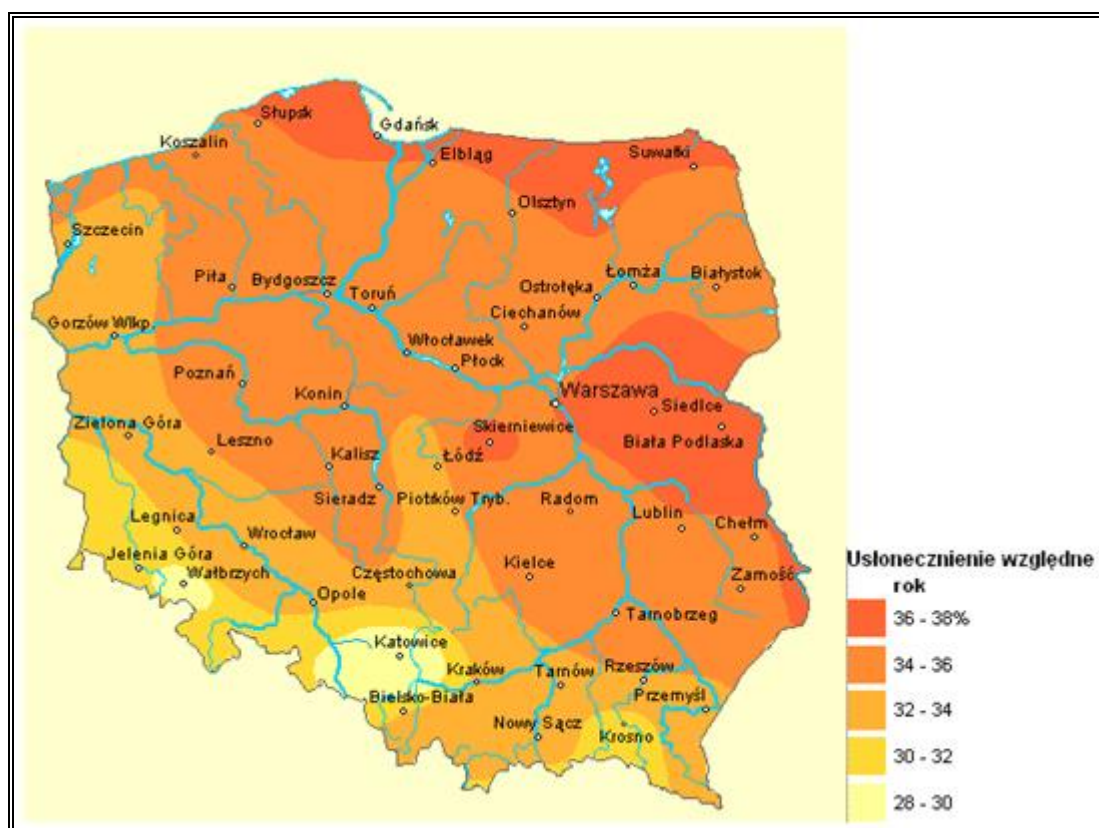 Słupsk
Gdańsk
Koszalin
Elbląg
Suwałki
Olsztyn
Szczecin
Piła
Bydgoszcz
Toruń
Ostrołęka
Łomża
Białystok
Ciechanów
Gorzów Wlkp.
Włocławek
Płock
Poznań
Konin
Warszawa
Siedlce
Skierniewice
Biała Podlaska
Zielona Góra
Leszno
Kalisz
Łódź
Sieradz
Piotrków Tryb.
Radom
Lublin
Chełm
Legnica
Wrocław
Jelenia Góra
Wałbrzych
Częstochowa
Kielce
Zamość
Opole
Tarnobrzeg
Katowice
Kraków
Tarnów
Rzeszów
Przemyśl
Bielsko-Biała
Nowy Sącz
Krosno
Usłonecznienie względne
rok
36 - 38%
34 - 36
32 - 34
30 - 32
28 - 30